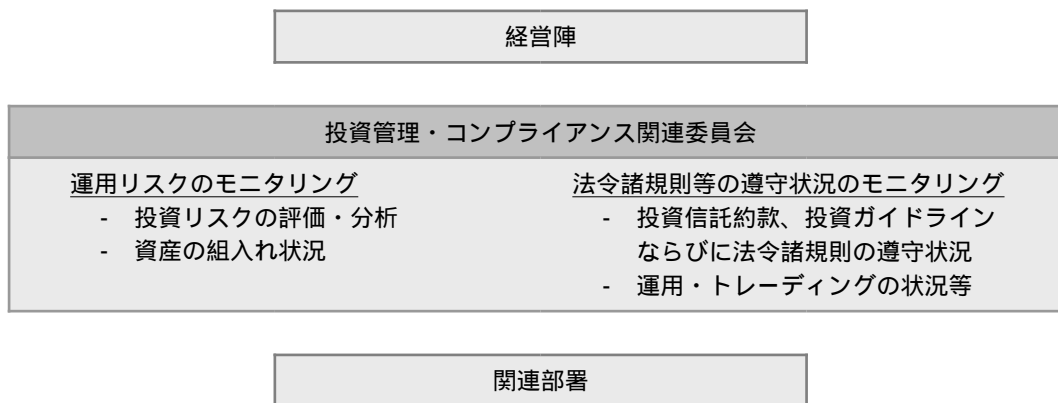 経営陣
投資管理・コンプライアンス関連委員会
運用リスクのモニタリング
- 投資リスクの評価・分析
- 資産の組入れ状況
法令諸規則等の遵守状況のモニタリング
- 投資信託約款、投資ガイドライン
ならびに法令諸規則の遵守状況
- 運用・トレーディングの状況等
関連部署